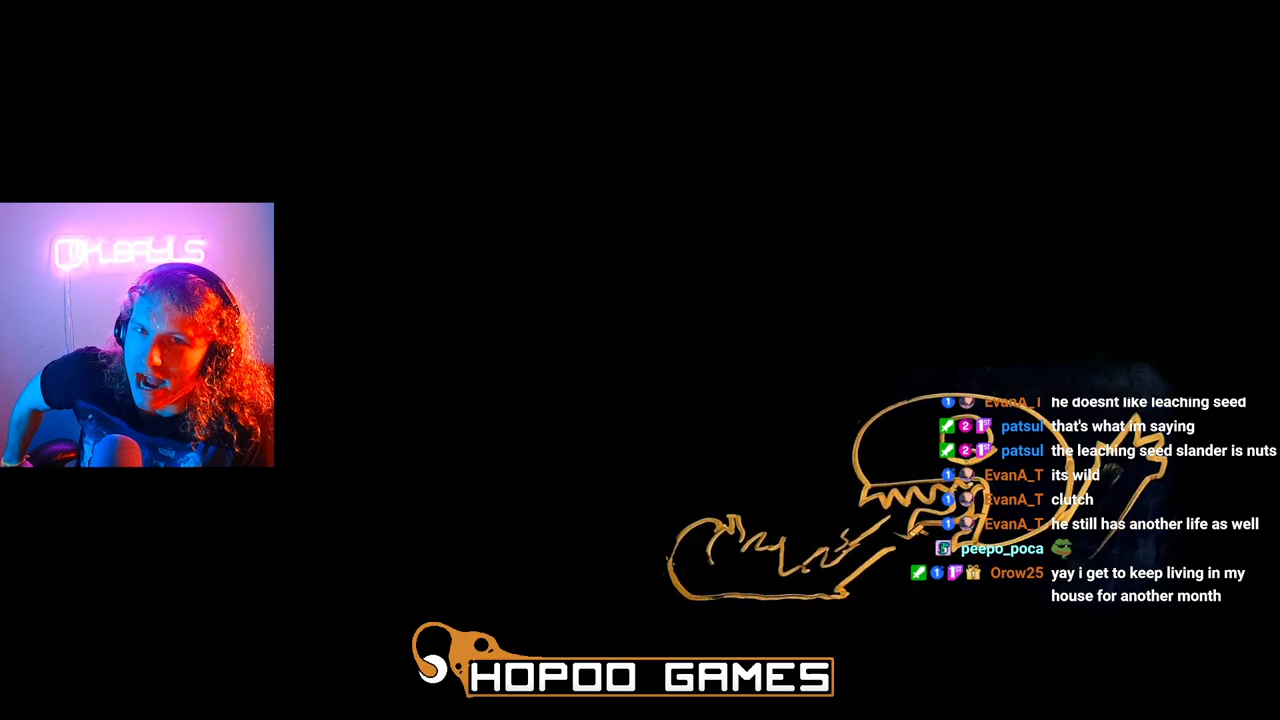 OK_BAYLS
EvanA_T he doesnt like leaching seed
patsul that's what im saying
patsul the leaching seed slander is nuts
EvanA_T its wild
EvanA_T clutch
EvanA_T he still has another life as well
peepo_poca
Orow25 yay i get to keep living in my
house for another month
HOPOO GAMES